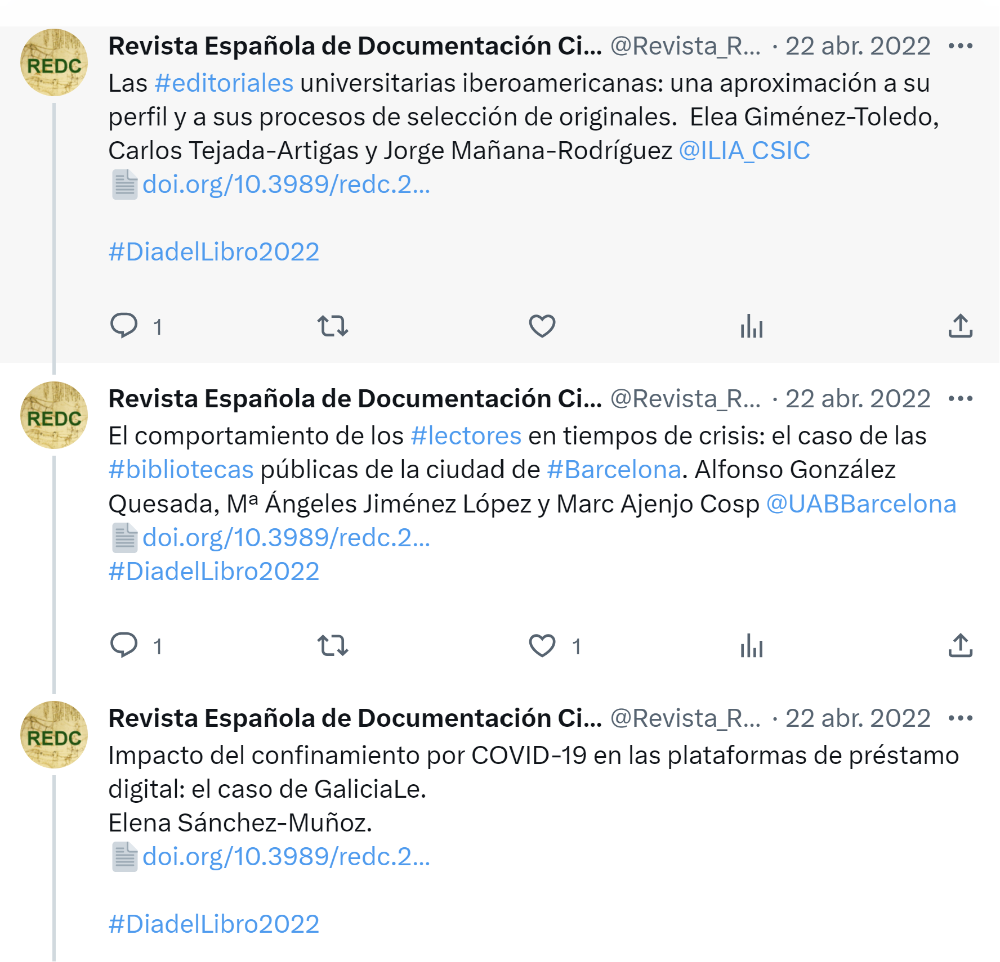 REDC
Revista Española de Documentación Ci... @Revista_R... · 22 abr. 2022
Las #editoriales universitarias iberoamericanas: una aproximación a su
perfil y a sus procesos de selección de originales.  Elea Giménez-Toledo,
Carlos Tejada-Artigas y Jorge Mañana-Rodríguez @ILIA_CSIC
doi.org/10.3989/redc.2...
#DiadelLibro2022
1
REDC
Revista Española de Documentación Ci... @Revista_R... · 22 abr. 2022
El comportamiento de los #lectores en tiempos de crisis: el caso de las
#bibliotecas públicas de la ciudad de #Barcelona. Alfonso González
Quesada, Mª Ángeles Jiménez López y Marc Ajenjo Cosp @UABBarcelona
doi.org/10.3989/redc.2...
#DiadelLibro2022
1 1
REDC
Revista Española de Documentación Ci... @Revista_R... · 22 abr. 2022
Impacto del confinamiento por COVID-19 en las plataformas de préstamo
digital: el caso de GaliciaLe.
Elena Sánchez-Muñoz.
doi.org/10.3989/redc.2...
#DiadelLibro2022